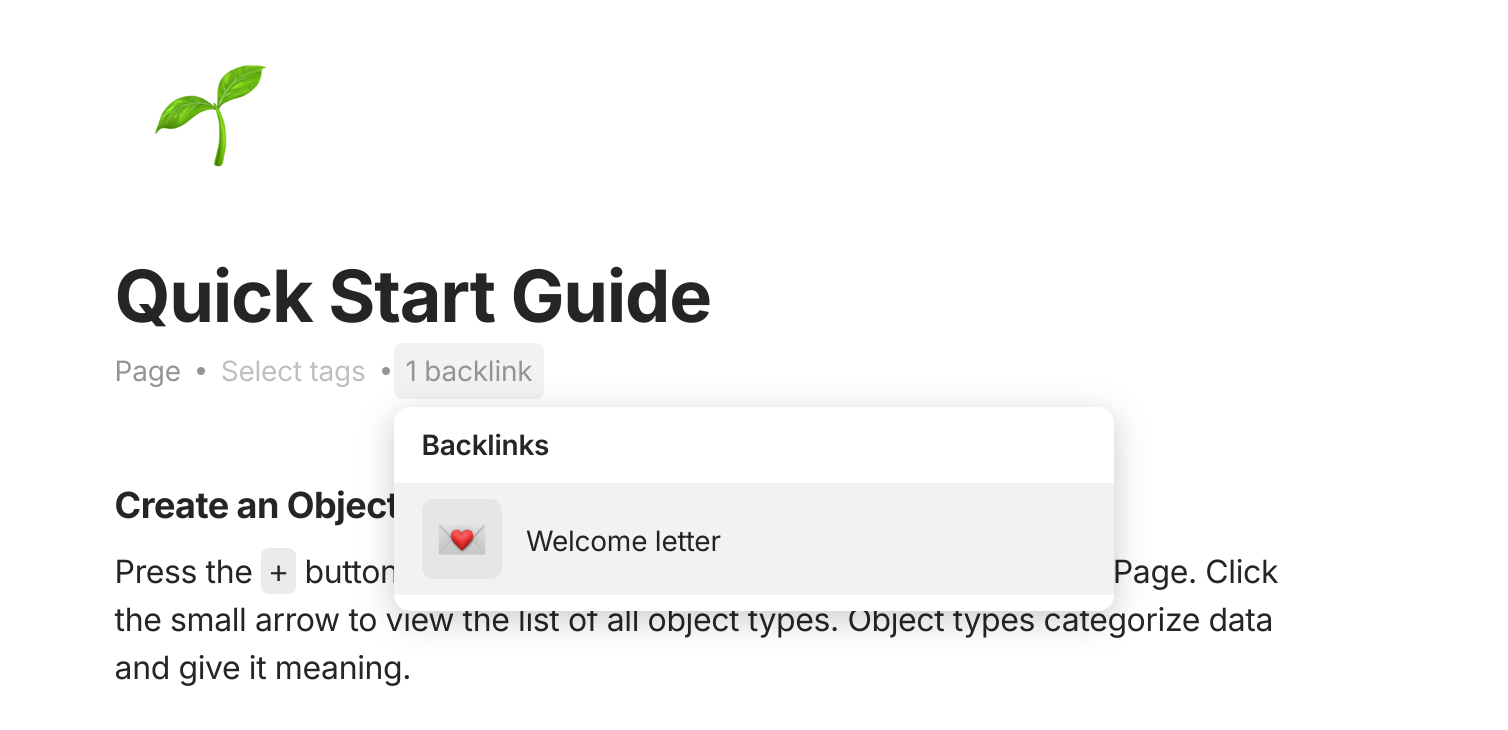 Quick Start Guide
Page • Select tags • 1 backlink
Backlinks
Welcome letter
Create an Object
Press the + button Page. Click
the small arrow to view the list of all object types. Object types categorize data
and give it meaning.